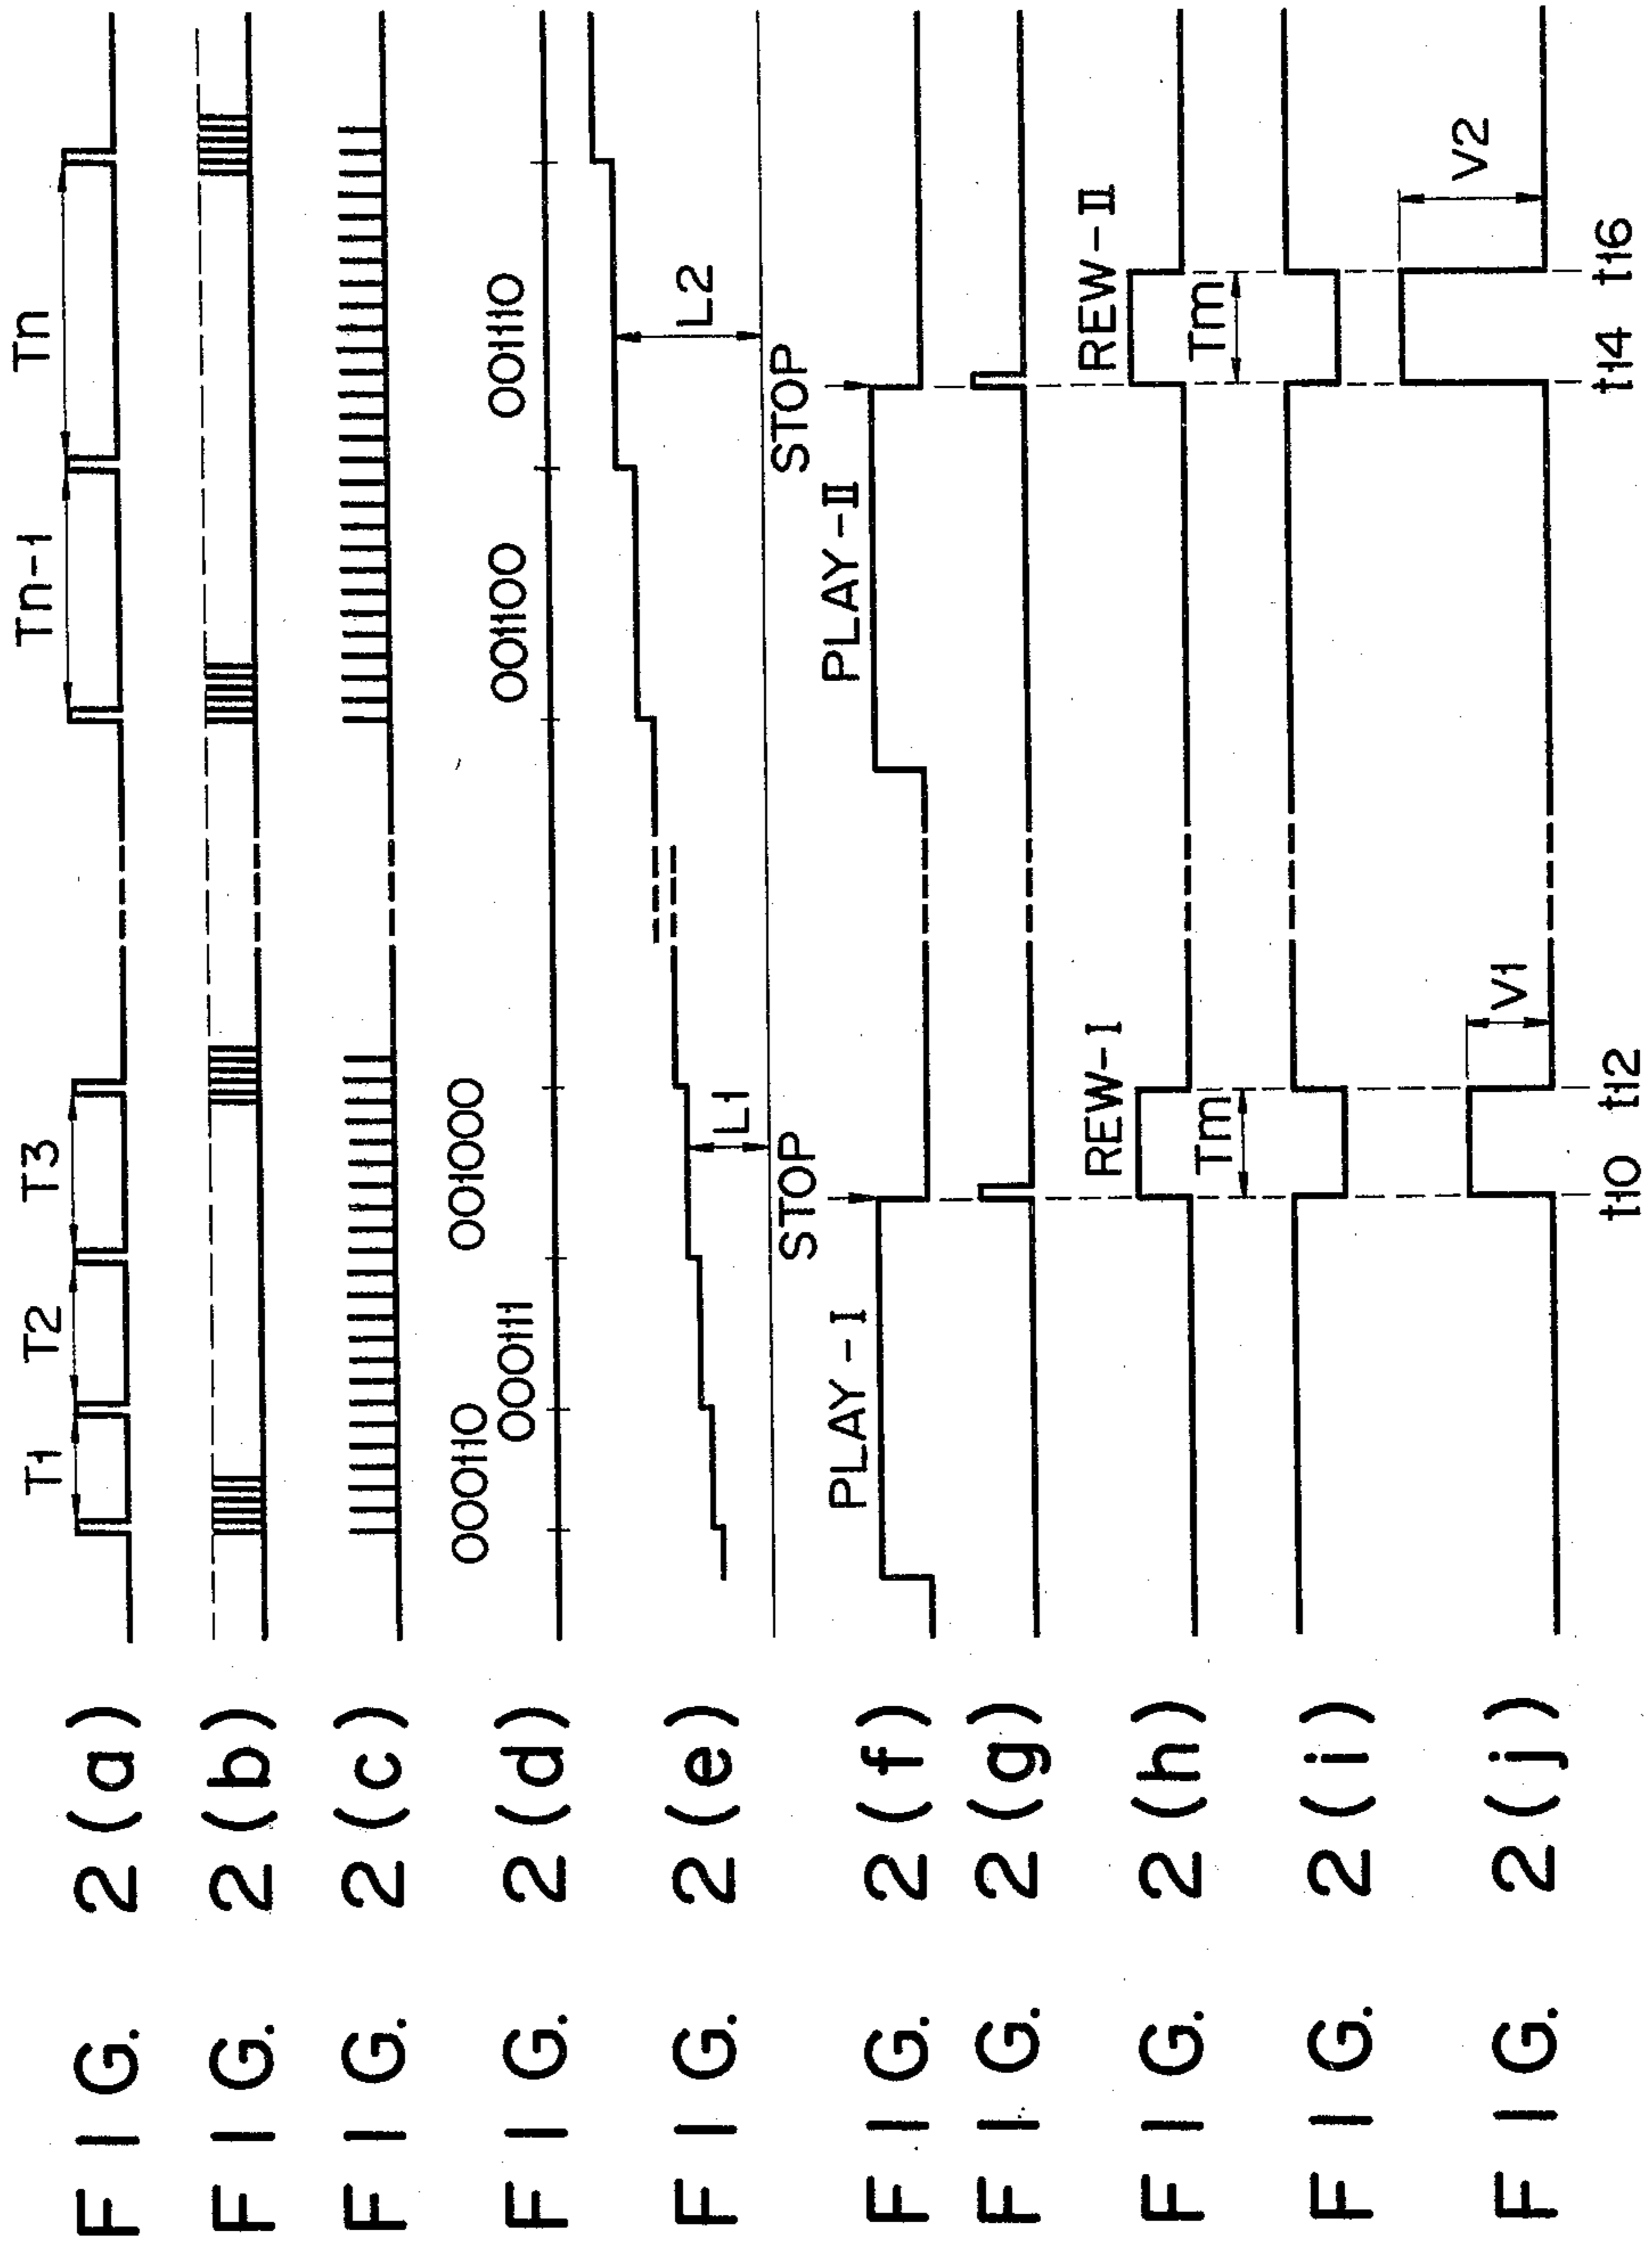 FIG. 2(a)
T1 T2 T3 Tn-1 Tn
FIG. 2(b)
FIG. 2(c)
FIG. 2(d)
000110 000111 001000 001100 001110
FIG. 2(e)
L1 L2
STOP STOP
FIG. 2(f)
PLAY-I PLAY-II
FIG. 2(g)
FIG. 2(h)
REW-I REW-II
Tm Tm
FIG. 2(i)
FIG. 2(j)
V1 V2
t10 t12 t14 t16